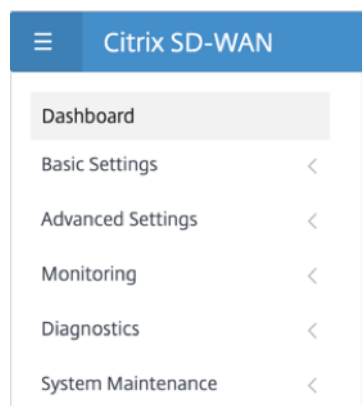 Citrix SD-WAN
Dashboard
Basic Settings
Advanced Settings
Monitoring
Diagnostics
System Maintenance